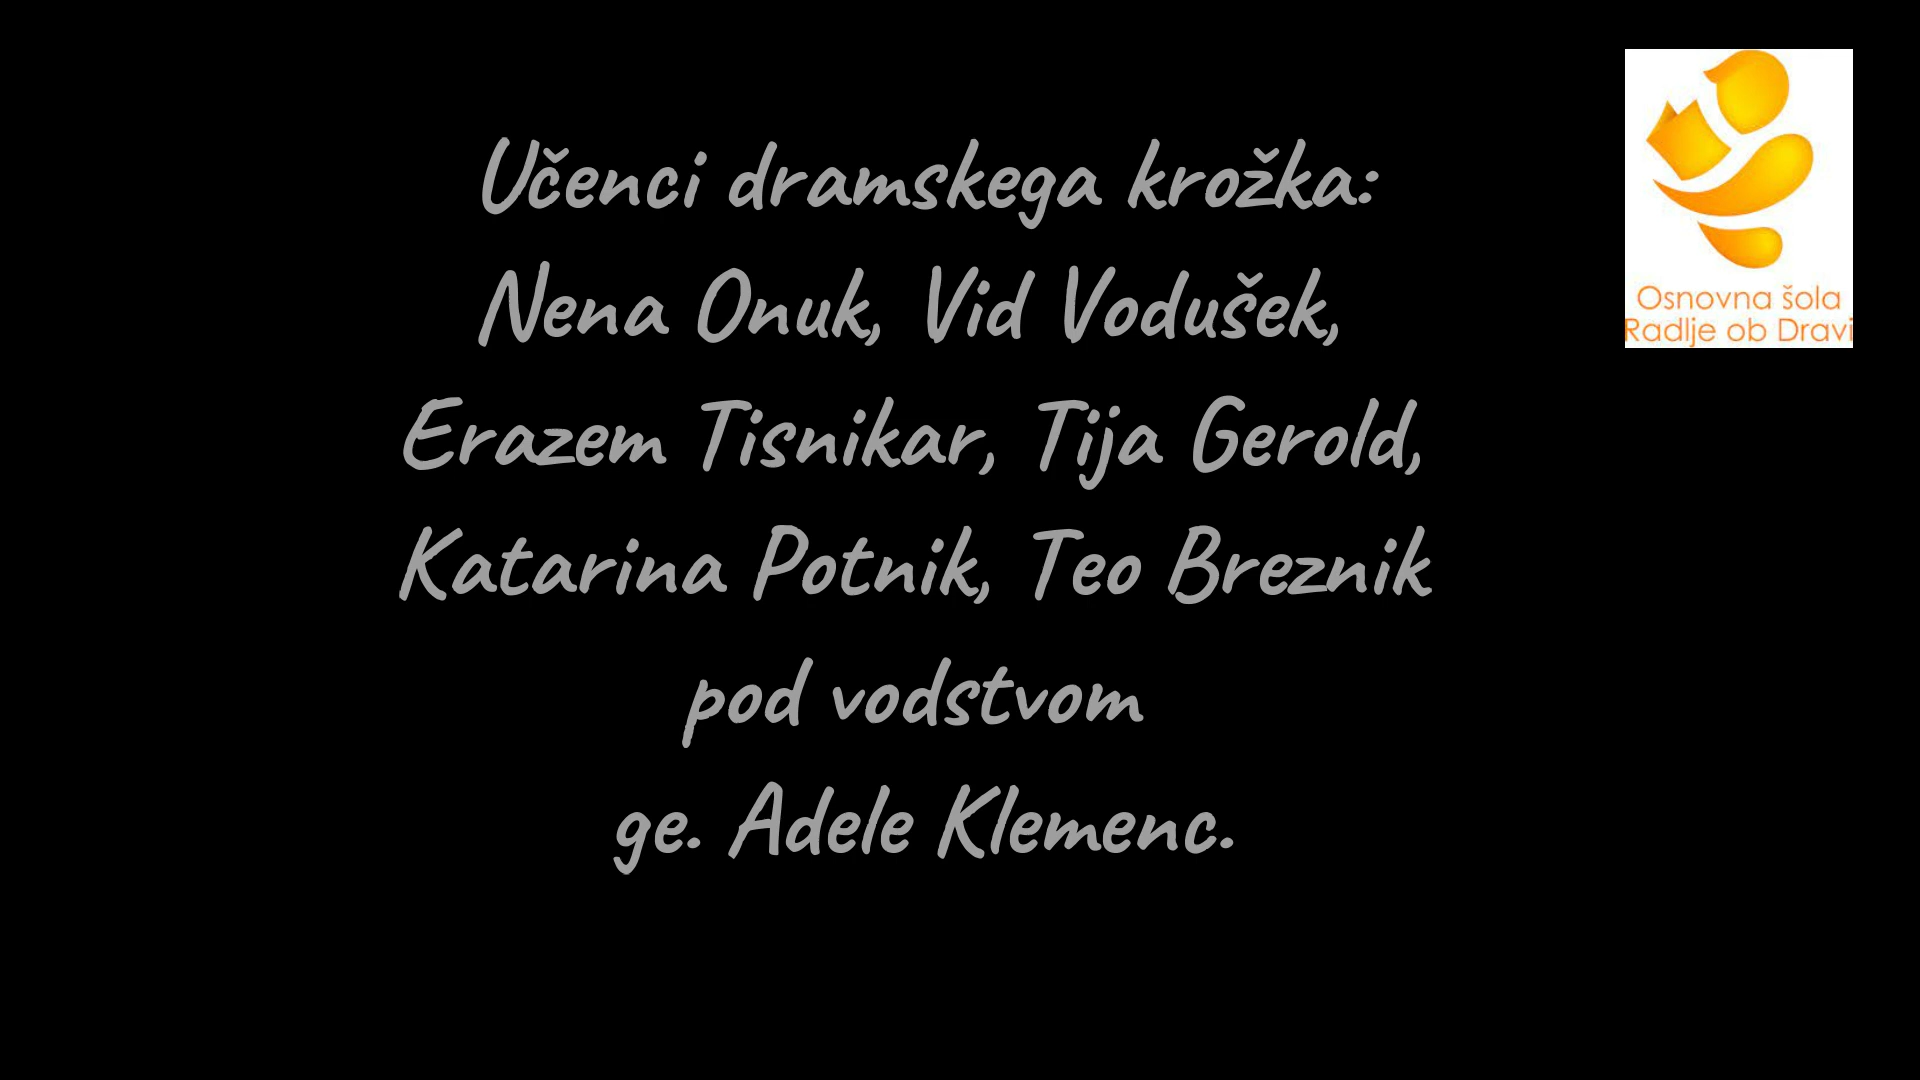 Učenci dramskega krožka:
Nena Onuk, Vid Vodušek,
Erazem Tisnikar, Tija Gerold,
Katarina Potnik, Teo Breznik
pod vodstvom
ge. Adele Klemenc.
Osnovna šola
Radlje ob Dravi